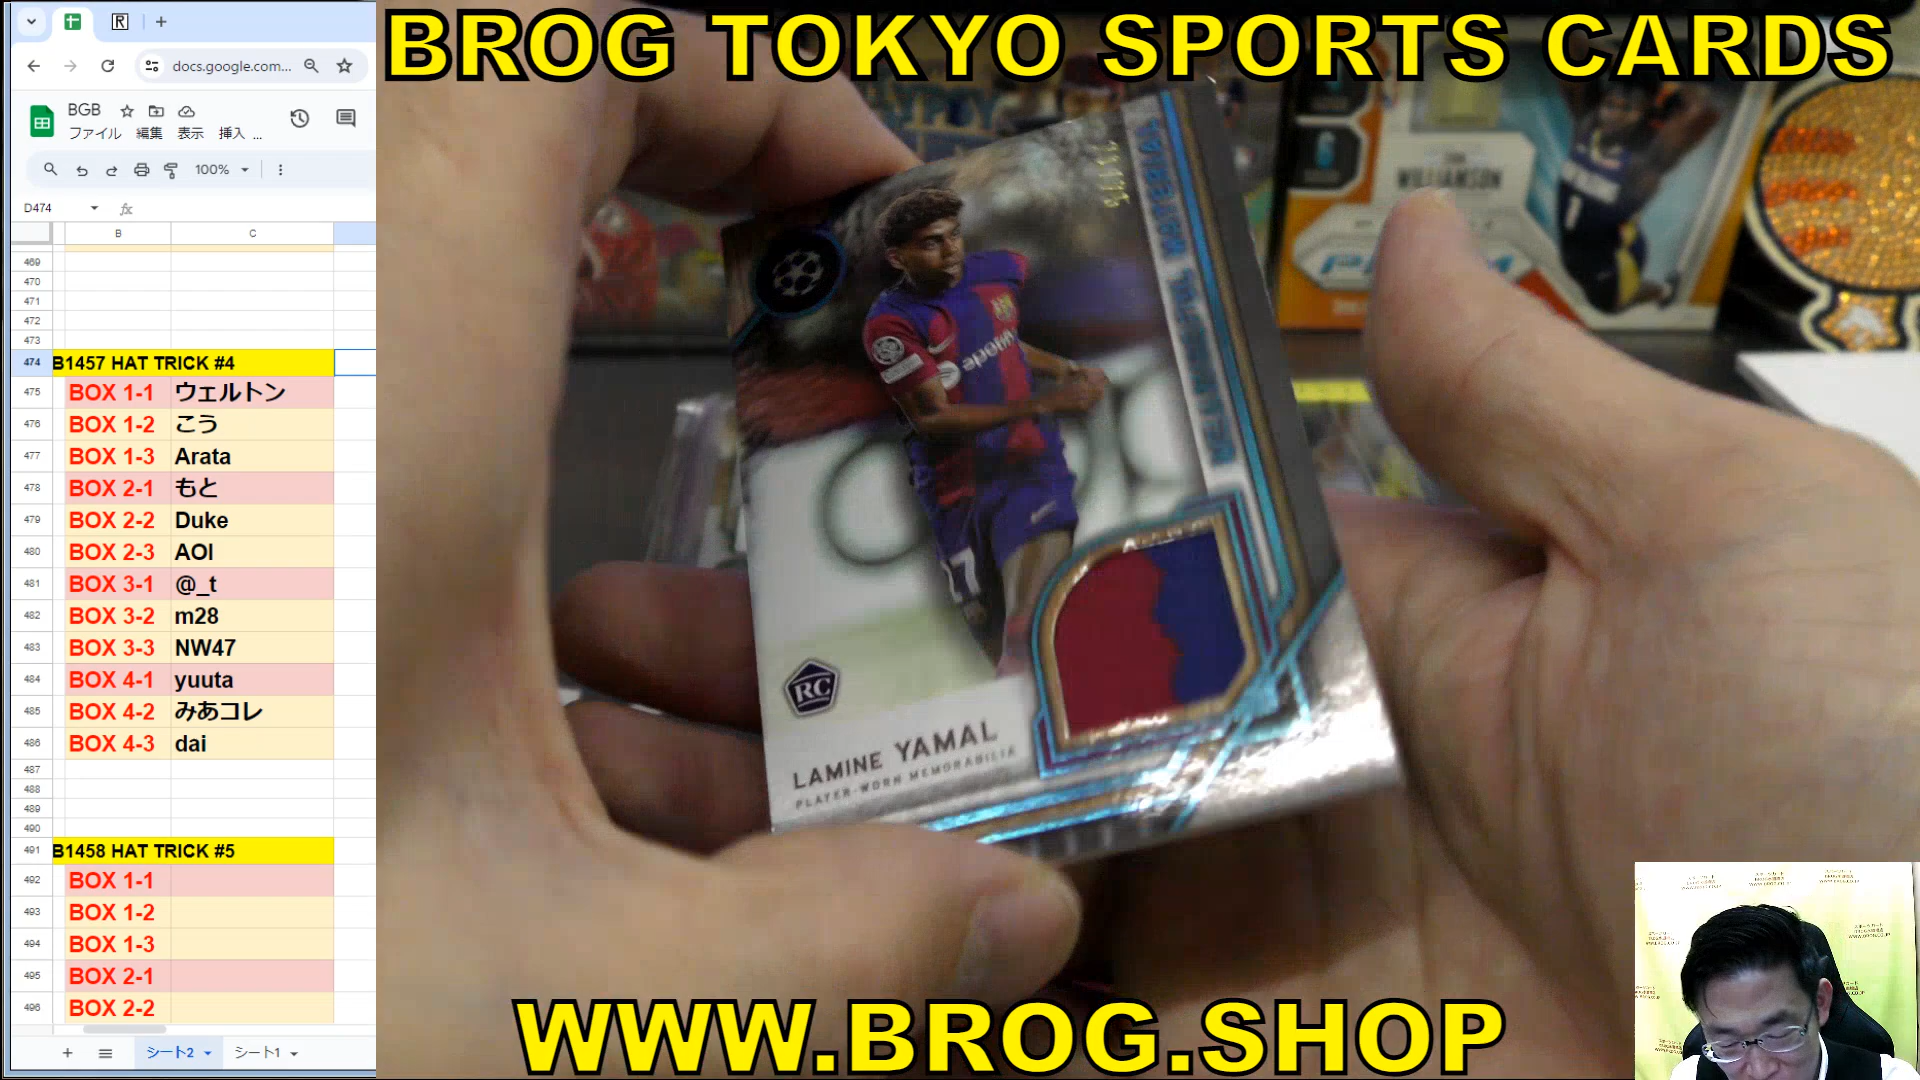 BROG TOKYO SPORTS CARDS
docs.google.com...
BGB
ファイル 編集 表示 挿入 ...
100%
D474
fx
B C
469
470
471
472
473
474 B1457 HAT TRICK #4
475 BOX 1-1 ウェルトン
476 BOX 1-2 こう
477 BOX 1-3 Arata
478 BOX 2-1 もと
479 BOX 2-2 Duke
480 BOX 2-3 AOI
481 BOX 3-1 @_t
482 BOX 3-2 m28
483 BOX 3-3 NW47
484 BOX 4-1 yuuta
485 BOX 4-2 みあコレ
486 BOX 4-3 dai
487
488
489
490
491 B1458 HAT TRICK #5
492 BOX 1-1
493 BOX 1-2
494 BOX 1-3
495 BOX 2-1
496 BOX 2-2
シート2 シート1
WILLIAMSON
1
17
RC
LAMINE YAMAL
PLAYER-WORN MEMORABILIA
WWW.BROG.SHOP